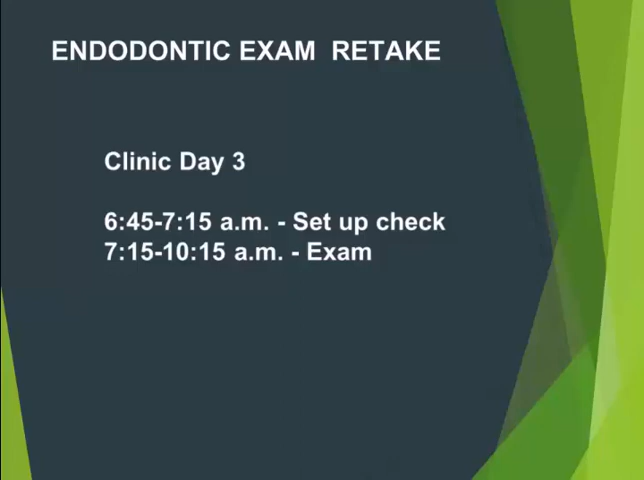 ENDODONTIC EXAM RETAKE
Clinic Day 3
6:45-7:15 a.m. - Set up check
7:15-10:15 a.m. - Exam